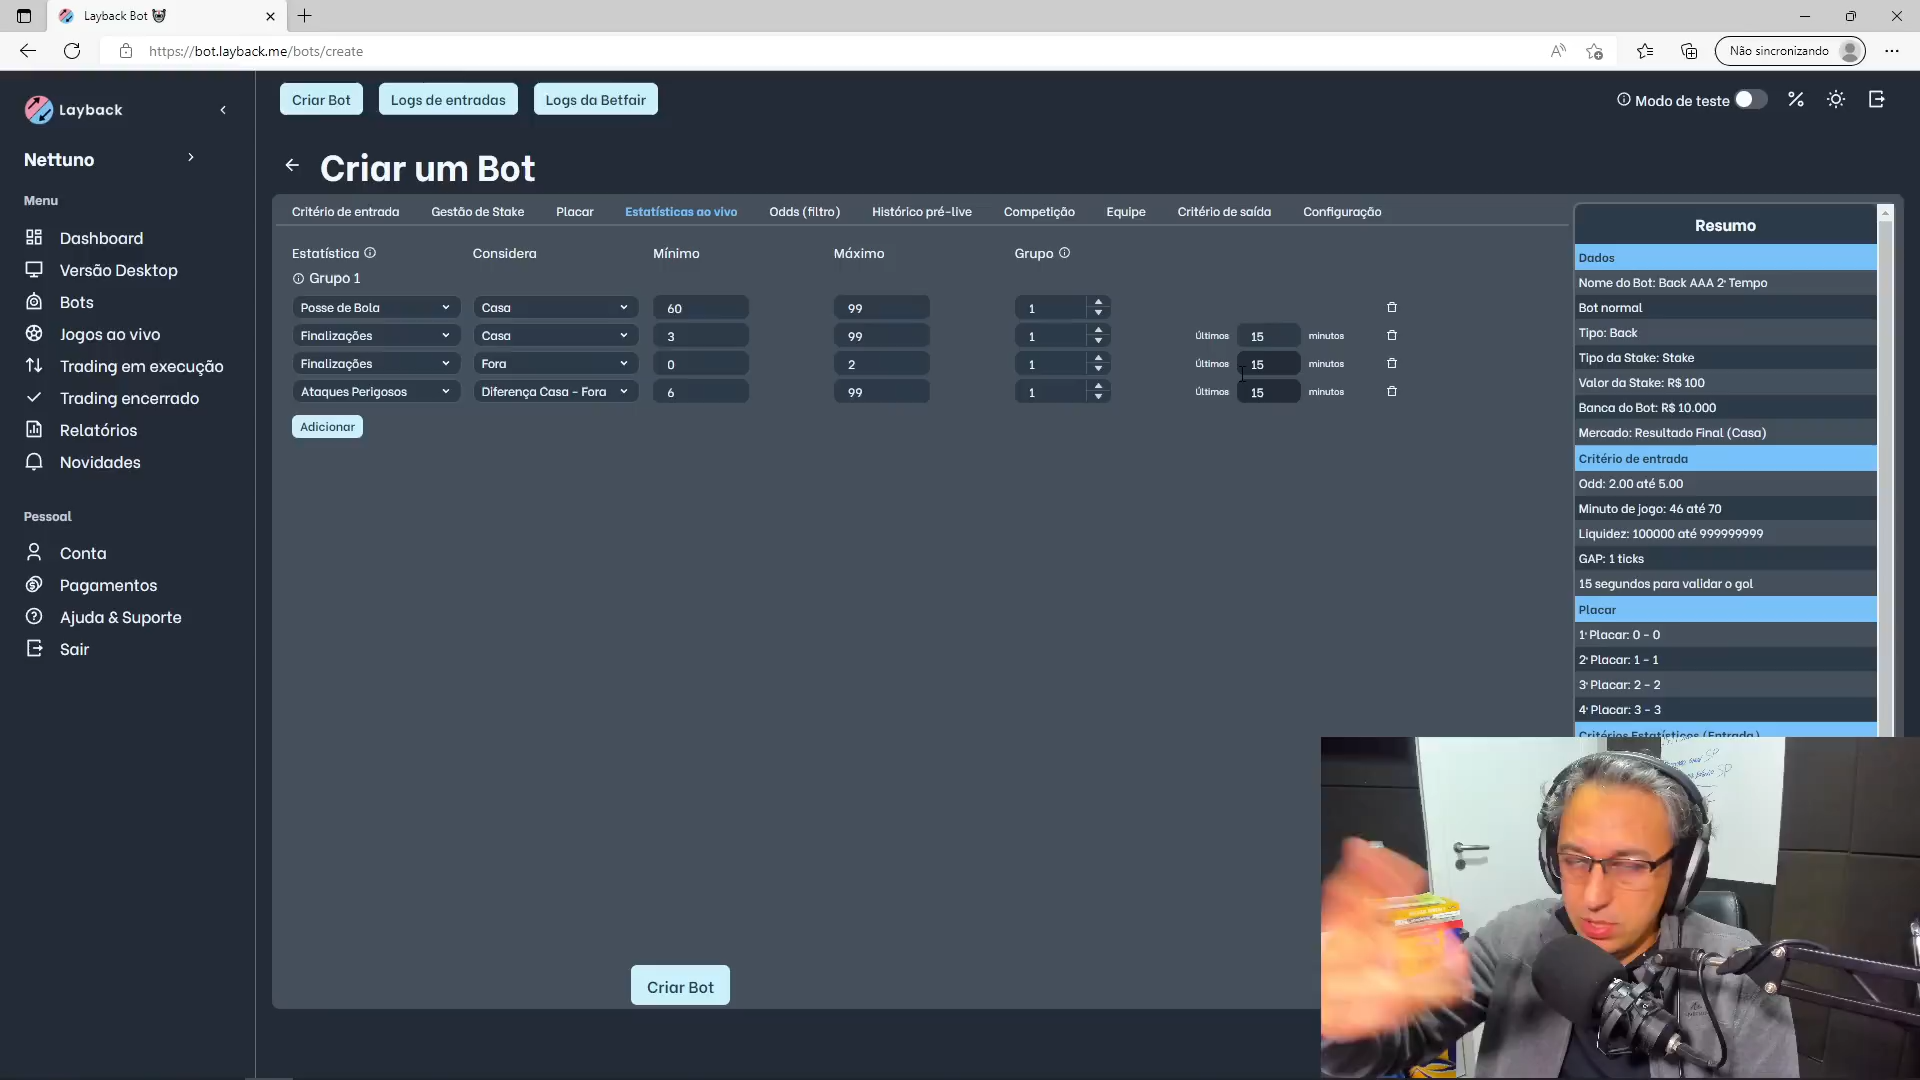 Layback Bot
https://bot.layback.me/bots/create
Não sincronizando
Layback
Criar Bot
Logs de entradas
Logs da Betfair
Modo de teste
Nettuno
Criar um Bot
Menu
Dashboard
Versão Desktop
Bots
Jogos ao vivo
Trading em execução
Trading encerrado
Relatórios
Novidades
Pessoal
Conta
Pagamentos
Ajuda & Suporte
Sair
Critério de entrada
Gestão de Stake
Placar
Estatísticas ao vivo
Odds (filtro)
Histórico pré-live
Competição
Equipe
Critério de saída
Configuração
Estatística
Considera
Mínimo
Máximo
Grupo
Grupo 1
Posse de Bola Casa 60 99 1
Finalizações Casa 3 99 1 Últimos 15 minutos
Finalizações Fora 0 2 1 Últimos 15 minutos
Ataques Perigosos Diferença Casa - Fora 6 99 1 Últimos 15 minutos
Adicionar
Criar Bot
Resumo
Dados
Nome do Bot: Back AAA 2º Tempo
Bot normal
Tipo: Back
Tipo da Stake: Stake
Valor da Stake: R$ 100
Banca do Bot: R$ 10.000
Mercado: Resultado Final (Casa)
Critério de entrada
Odd: 2.00 até 5.00
Minuto de jogo: 46 até 70
Liquidez: 100000 até 999999999
GAP: 1 ticks
15 segundos para validar o gol
Placar
1º Placar: 0 - 0
2º Placar: 1 - 1
3º Placar: 2 - 2
4º Placar: 3 - 3
Critérios Estatísticos (Entrada)